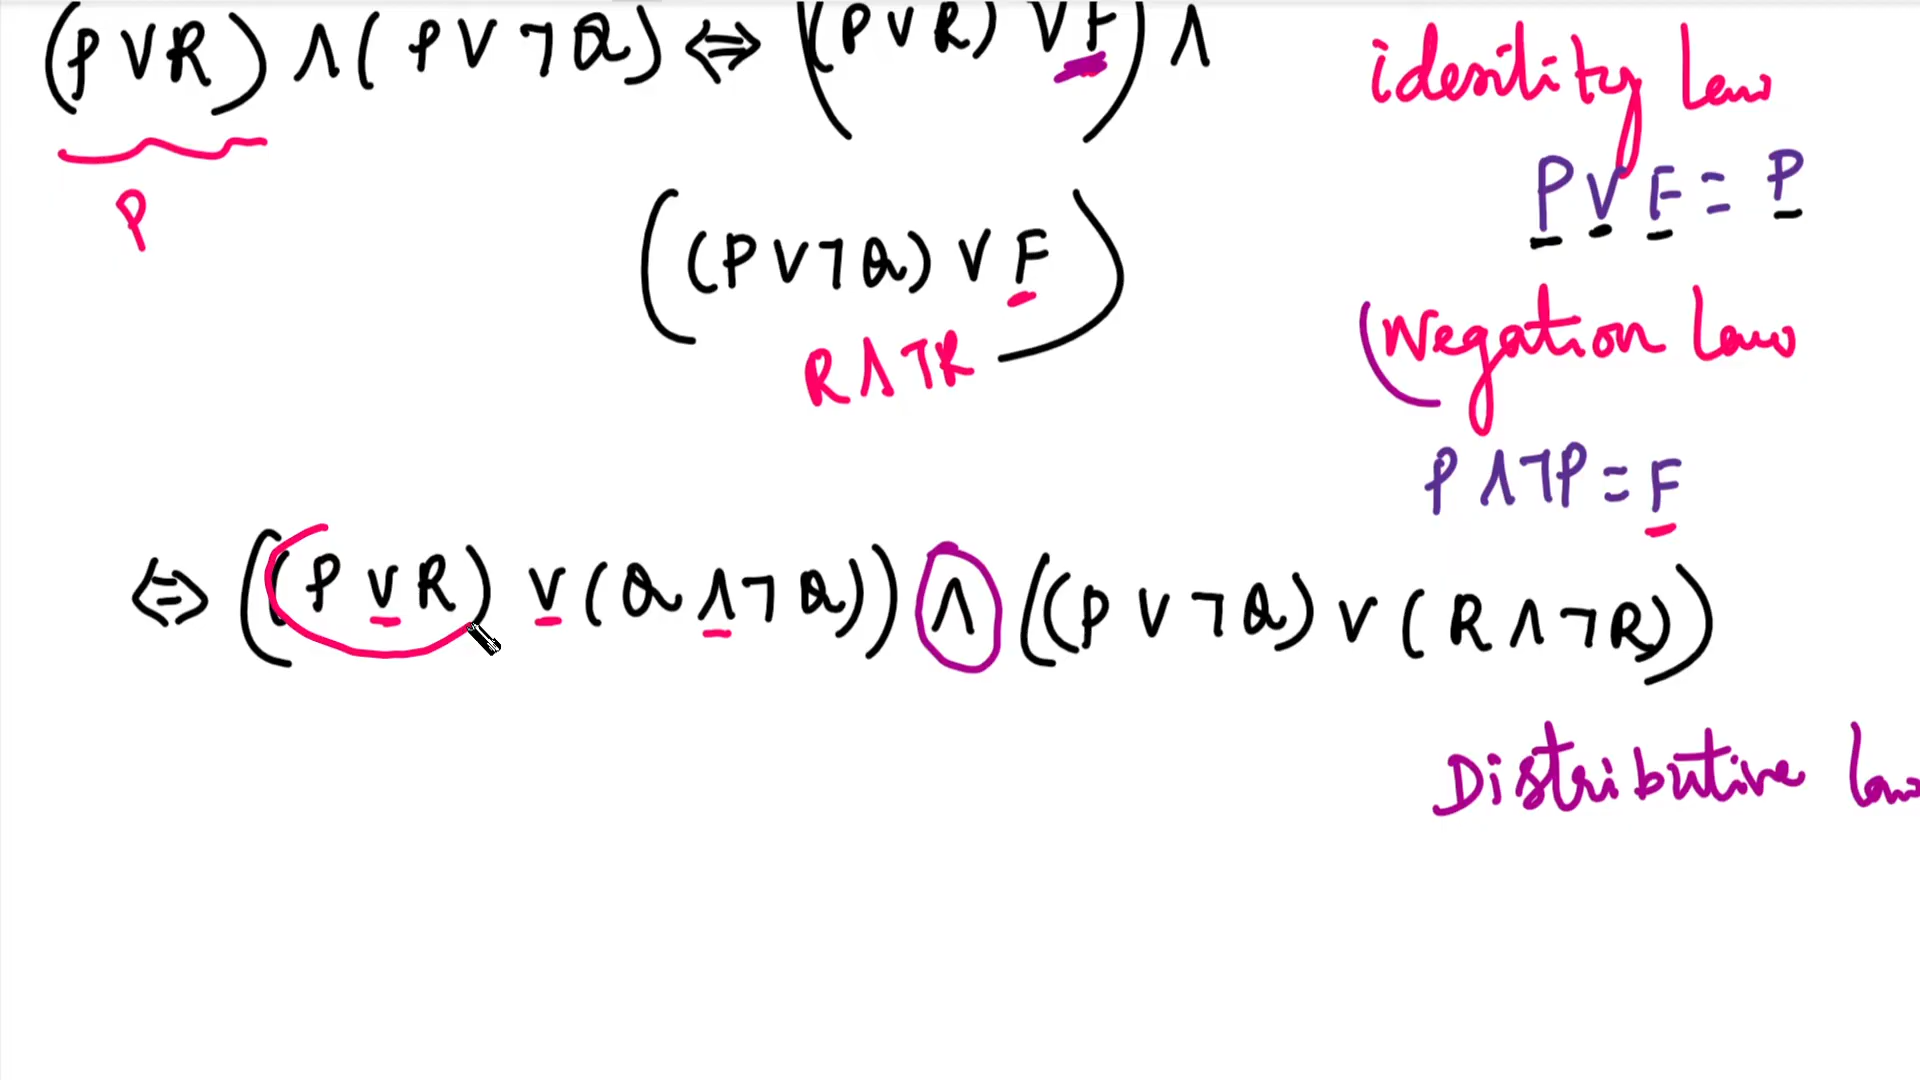 (P ∨ R) ∧ (P ∨ ¬Q) ⇔ ((P ∨ R) ∨ F) ∧
P
((P ∨ ¬Q) ∨ F)
R ∧ ¬R
⇔ ((P ∨ R) ∨ (Q ∧ ¬Q)) ∧ ((P ∨ ¬Q) ∨ (R ∧ ¬R))
identity law
P ∨ F = P
Negation law
P ∧ ¬P = F
Distributive law